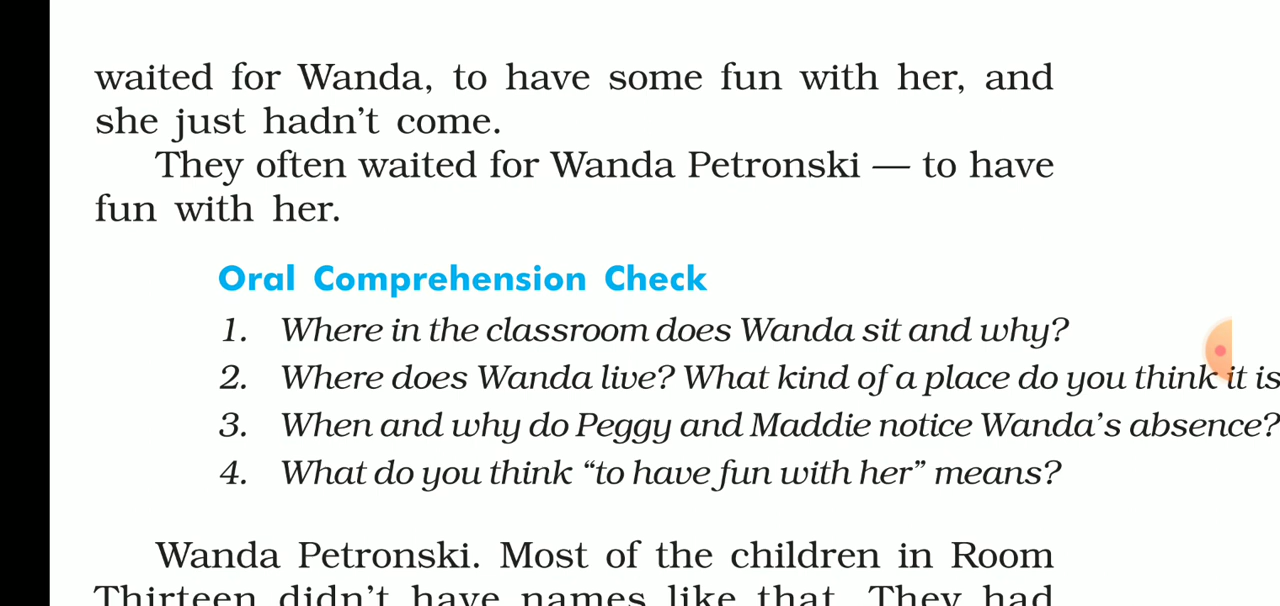 waited for Wanda, to have some fun with her, and
she just hadn't come.
They often waited for Wanda Petronski — to have
fun with her.
Oral Comprehension Check
1. Where in the classroom does Wanda sit and why?
2. Where does Wanda live? What kind of a place do you think it is
3. When and why do Peggy and Maddie notice Wanda's absence?
4. What do you think “to have fun with her” means?
Wanda Petronski. Most of the children in Room
Thirteen didn't have names like that. They had